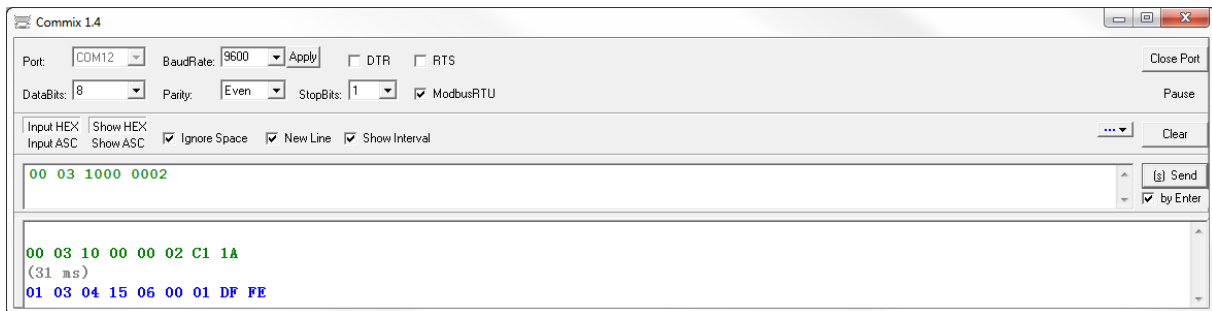 Commix 1.4
Port: COM12 BaudRate: 9600 Apply DTR RTS Close Port
DataBits: 8 Parity: Even StopBits: 1 ModbusRTU Pause
Input HEX Show HEX
Input ASC Show ASC Ignore Space New Line Show Interval ... Clear
00 03 1000 0002 (s) Send
by Enter
00 03 10 00 00 02 C1 1A
(31 ms)
01 03 04 15 06 00 01 DF FE